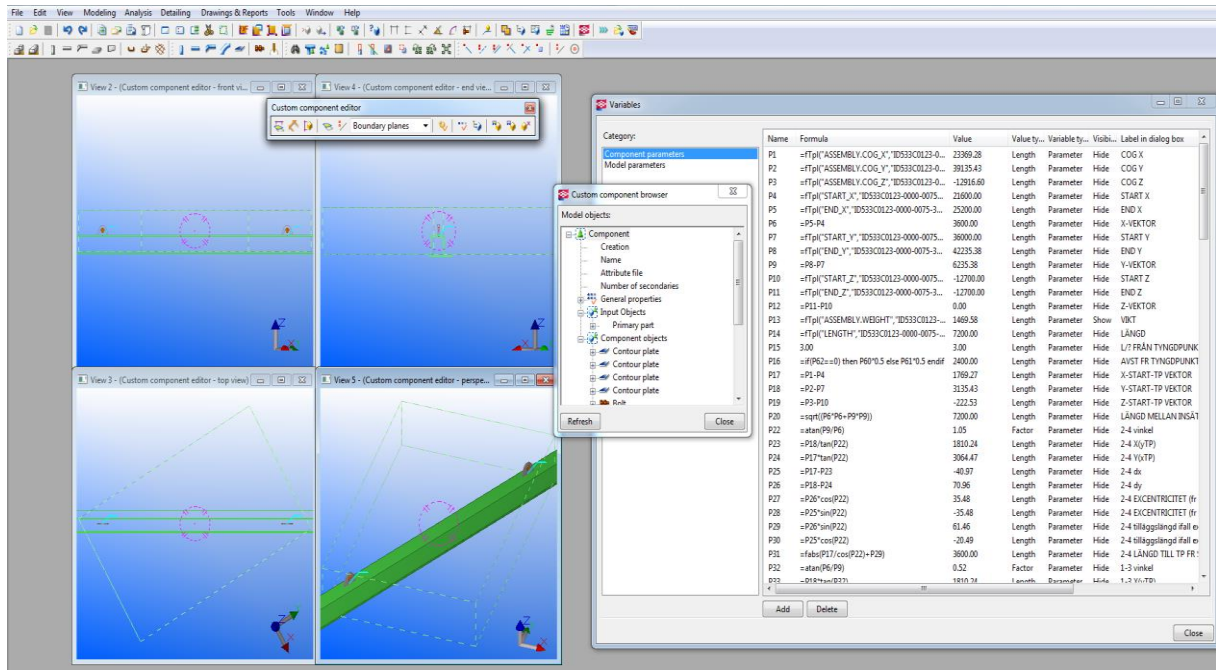 File Edit View Modeling Analysis Detailing Drawings & Reports Tools Window Help
View 2 - (Custom component editor - front vi...
View 4 - (Custom component editor - end vie...
Custom component editor
Boundary planes
Z
X
Z
X
View 3 - (Custom component editor - top view)
View 5 - (Custom component editor - perspe...
Z
X
Z
X
Custom component browser
Model objects:
Component
Creation
Name
Attribute file
Number of secondaries
General properties
Input Objects
Primary part
Component objects
Contour plate
Contour plate
Contour plate
Contour plate
Bolt
Refresh Close
Variables
Category:
Component parameters
Model parameters
Name Formula Value Value ty... Variable ty... Visibi... Label in dialog box
P1 =fTpl("ASSEMBLY.COG_X","ID533C0123-0... 23369.28 Length Parameter Hide COG X
P2 =fTpl("ASSEMBLY.COG_Y","ID533C0123-0... 39135.43 Length Parameter Hide COG Y
P3 =fTpl("ASSEMBLY.COG_Z","ID533C0123-0... -12916.60 Length Parameter Hide COG Z
P4 =fTpl("START_X","ID533C0123-0000-0075... 21600.00 Length Parameter Hide START X
P5 =fTpl("END_X","ID533C0123-0000-0075-3... 25200.00 Length Parameter Hide END X
P6 =P5-P4 3600.00 Length Parameter Hide X-VEKTOR
P7 =fTpl("START_Y","ID533C0123-0000-0075... 36000.00 Length Parameter Hide START Y
P8 =fTpl("END_Y","ID533C0123-0000-0075-3... 42235.38 Length Parameter Hide END Y
P9 =P8-P7 6235.38 Length Parameter Hide Y-VEKTOR
P10 =fTpl("START_Z","ID533C0123-0000-0075... -12700.00 Length Parameter Hide START Z
P11 =fTpl("END_Z","ID533C0123-0000-0075-3... -12700.00 Length Parameter Hide END Z
P12 =P11-P10 0.00 Length Parameter Hide Z-VEKTOR
P13 =fTpl("ASSEMBLY.WEIGHT","ID533C0123-... 1469.58 Length Parameter Show VIKT
P14 =fTpl("LENGTH","ID533C0123-0000-0075-... 7200.00 Length Parameter Hide LÄNGD
P15 3.00 3.00 Length Parameter Hide L/? FRÅN TYNGDPUNK
P16 =if(P62==0) then P60*0.5 else P61*0.5 endif 2400.00 Length Parameter Hide AVST FR TYNGDPUNKT
P17 =P1-P4 1769.27 Length Parameter Hide X-START-TP VEKTOR
P18 =P2-P7 3135.43 Length Parameter Hide Y-START-TP VEKTOR
P19 =P3-P10 -222.53 Length Parameter Hide Z-START-TP VEKTOR
P20 =sqrt((P6*P6+P9*P9)) 7200.00 Length Parameter Hide LÄNGD MELLAN INSÄT
P22 =atan(P9/P6) 1.05 Factor Parameter Hide 2-4 vinkel
P23 =P18/tan(P22) 1810.24 Length Parameter Hide 2-4 X(yTP)
P24 =P17*tan(P22) 3064.47 Length Parameter Hide 2-4 Y(xTP)
P25 =P17-P23 -40.97 Length Parameter Hide 2-4 dx
P26 =P18-P24 70.96 Length Parameter Hide 2-4 dy
P27 =P26*cos(P22) 35.48 Length Parameter Hide 2-4 EXCENTRICITET (fr
P28 =P25*sin(P22) -35.48 Length Parameter Hide 2-4 EXCENTRICITET (fr
P29 =P26*sin(P22) 61.46 Length Parameter Hide 2-4 tilläggslängd ifall ex
P30 =P25*cos(P22) -20.49 Length Parameter Hide 2-4 tilläggslängd ifall ex
P31 =fabs(P17/cos(P22)+P29) 3600.00 Length Parameter Hide 2-4 LÄNGD TILL TP FR
P32 =atan(P6/P9) 0.52 Factor Parameter Hide 1-3 vinkel
P33 =P18*tan(P32) 1810.24 Length Parameter Hide 1-3 X(yTP)
Add Delete
Close